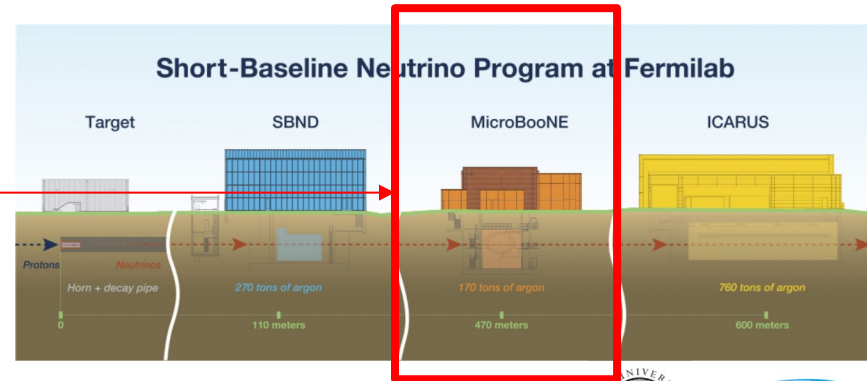 Short-Baseline Neutrino Program at Fermilab
Target
SBND
MicroBooNE
ICARUS
Protons
Neutrinos
Horn + decay pipe
270 tons of argon
170 tons of argon
760 tons of argon
0
110 meters
470 meters
600 meters